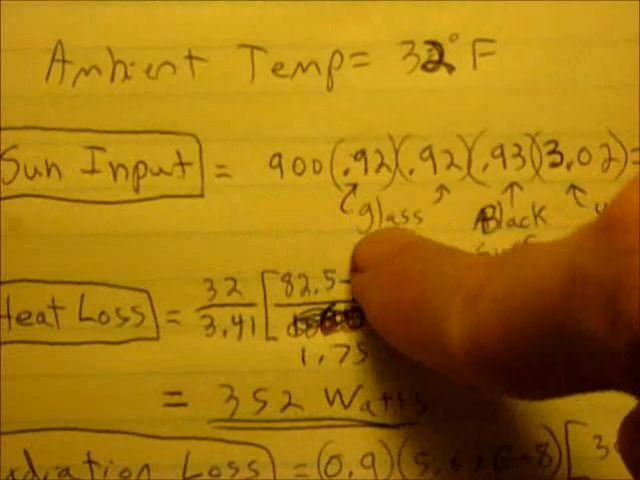 Ambient Temp = 32°F
Sun Input = 900(.92)(.92)(.93)(3.02)=
glass Black
Heat Loss = 32/3.41 [82.5-
1.75
= 352 Watts
Radiation Loss = (0.9)(5.67 E-8)[